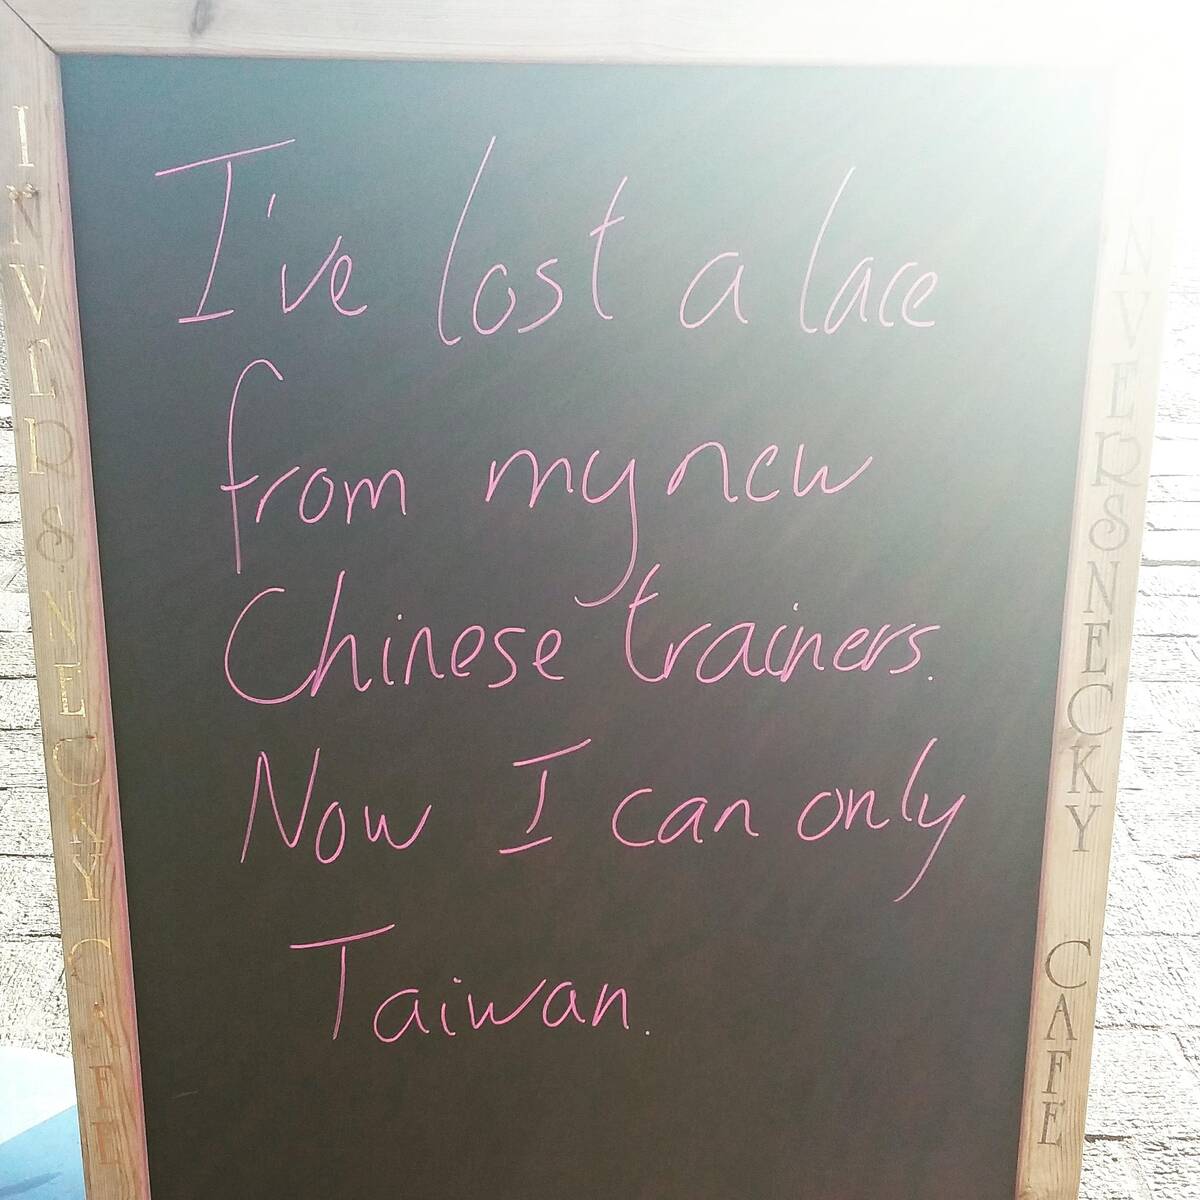 I've lost a lace
from my new
Chinese trainers.
Now I can only
Taiwan.
INVERSNECKY CAFE
INVERSNECKY CAFE